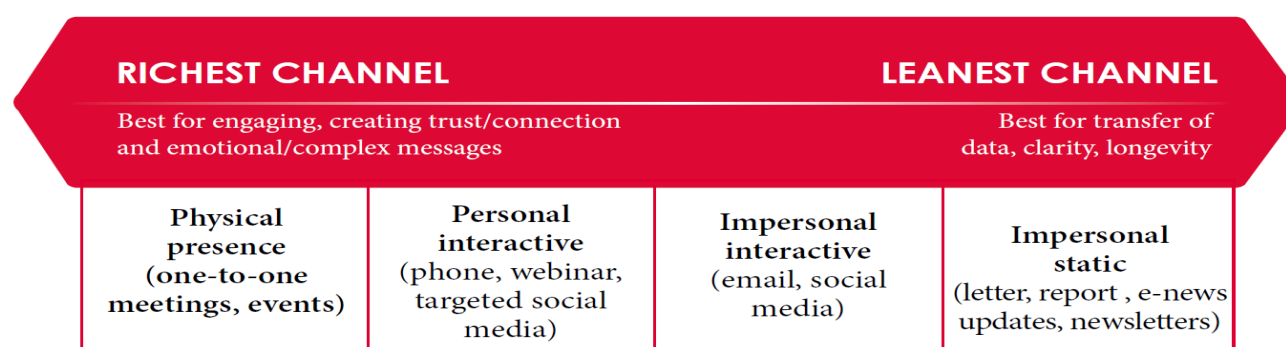 RICHEST CHANNEL
LEANEST CHANNEL
Best for engaging, creating trust/connection
and emotional/complex messages
Best for transfer of
data, clarity, longevity
Physical
presence
(one-to-one
meetings, events)
Personal
interactive
(phone, webinar,
targeted social
media)
Impersonal
interactive
(email, social
media)
Impersonal
static
(letter, report , e-news
updates, newsletters)